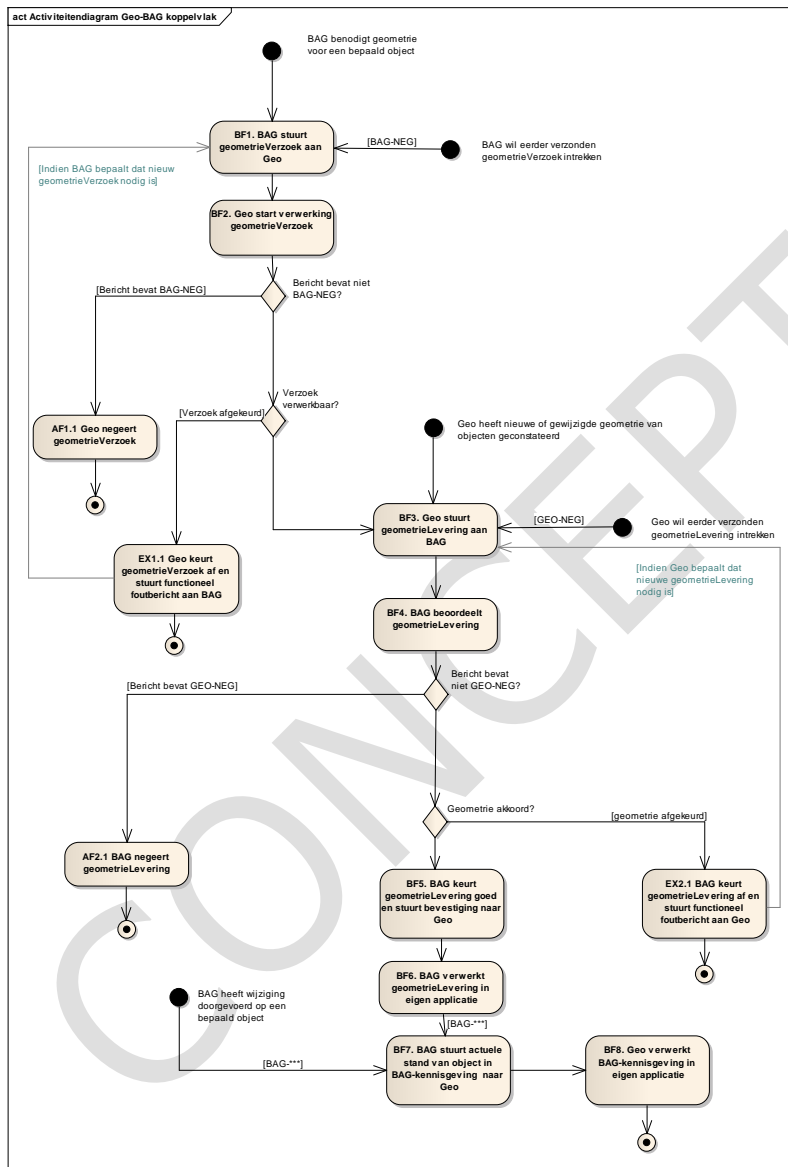 act Activiteitendiagram Geo-BAG koppelvlak
BAG benodigt geometrie
voor een bepaald object
BF1. BAG stuurt
geometrieVerzoek aan
Geo
[BAG-NEG]
BAG wil eerder verzonden
geometrieVerzoek intrekken
[Indien BAG bepaalt dat nieuw
geometrieVerzoek nodig is]
BF2. Geo start verwerking
geometrieVerzoek
Bericht bevat niet
BAG-NEG?
[Bericht bevat BAG-NEG]
Verzoek
verwerkbaar?
[Verzoek afgekeurd]
AF1.1 Geo negeert
geometrieVerzoek
Geo heeft nieuwe of gewijzigde geometrie van
objecten geconstateerd
BF3. Geo stuurt
geometrieLevering aan
BAG
[GEO-NEG]
Geo wil eerder verzonden
geometrieLevering intrekken
EX1.1 Geo keurt
geometrieVerzoek af en
stuurt functioneel
foutbericht aan BAG
[Indien Geo bepaalt dat
nieuwe geometrieLevering
nodig is]
BF4. BAG beoordeelt
geometrieLevering
Bericht bevat
niet GEO-NEG?
[Bericht bevat GEO-NEG]
Geometrie akkoord?
[geometrie afgekeurd]
AF2.1 BAG negeert
geometrieLevering
BF5. BAG keurt
geometrieLevering goed
en stuurt bevestiging naar
Geo
EX2.1 BAG keurt
geometrieLevering af en
stuurt functioneel
foutbericht aan Geo
BF6. BAG verwerkt
geometrieLevering in
eigen applicatie
BAG heeft wijziging
doorgevoerd op een
bepaald object
[BAG-***]
[BAG-***]
BF7. BAG stuurt actuele
stand van object in
BAG-kennisgeving naar
Geo
BF8. Geo verwerkt
BAG-kennisgeving in
eigen applicatie
CONCEPT